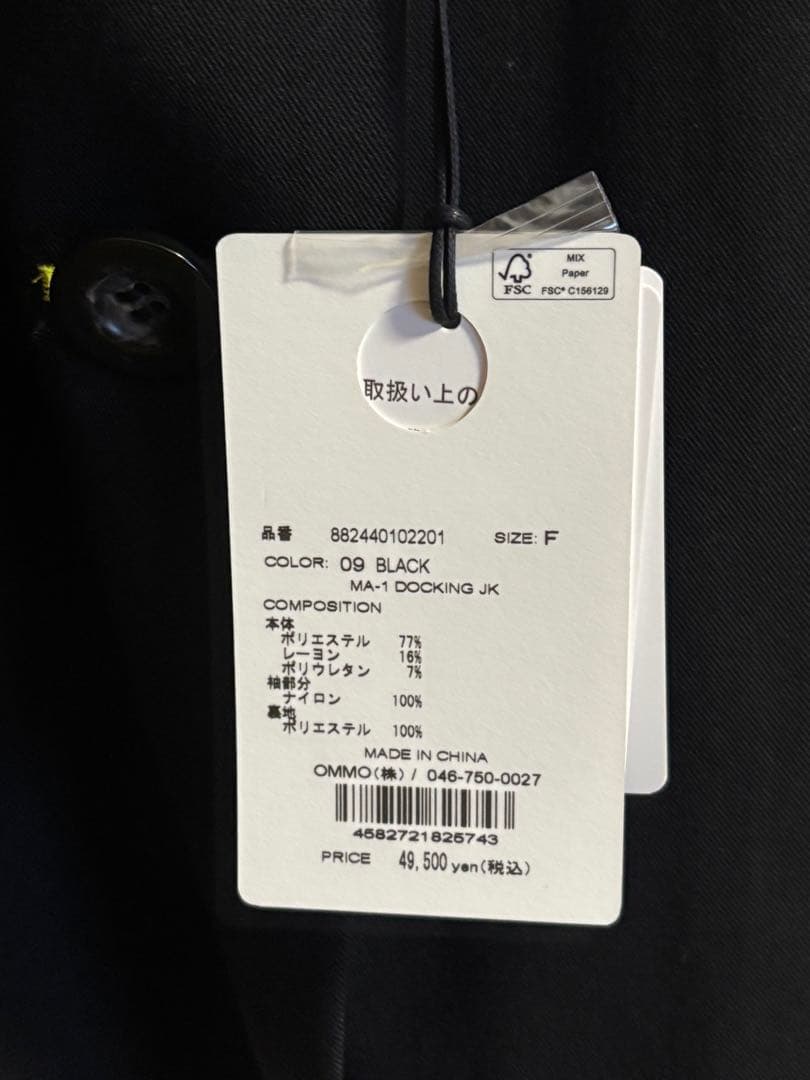 MIX
Paper
FSC
FSC® C156129
取扱い上の
品番 882440102201 SIZE: F
COLOR: 09 BLACK
MA-1 DOCKING JK
COMPOSITION
本体
ポリエステル 77%
レーヨン 16%
ポリウレタン 7%
袖部分
ナイロン 100%
裏地
ポリエステル 100%
MADE IN CHINA
OMMO(株) / 046-750-0027
4582721825743
PRICE 49,500 yen(税込)